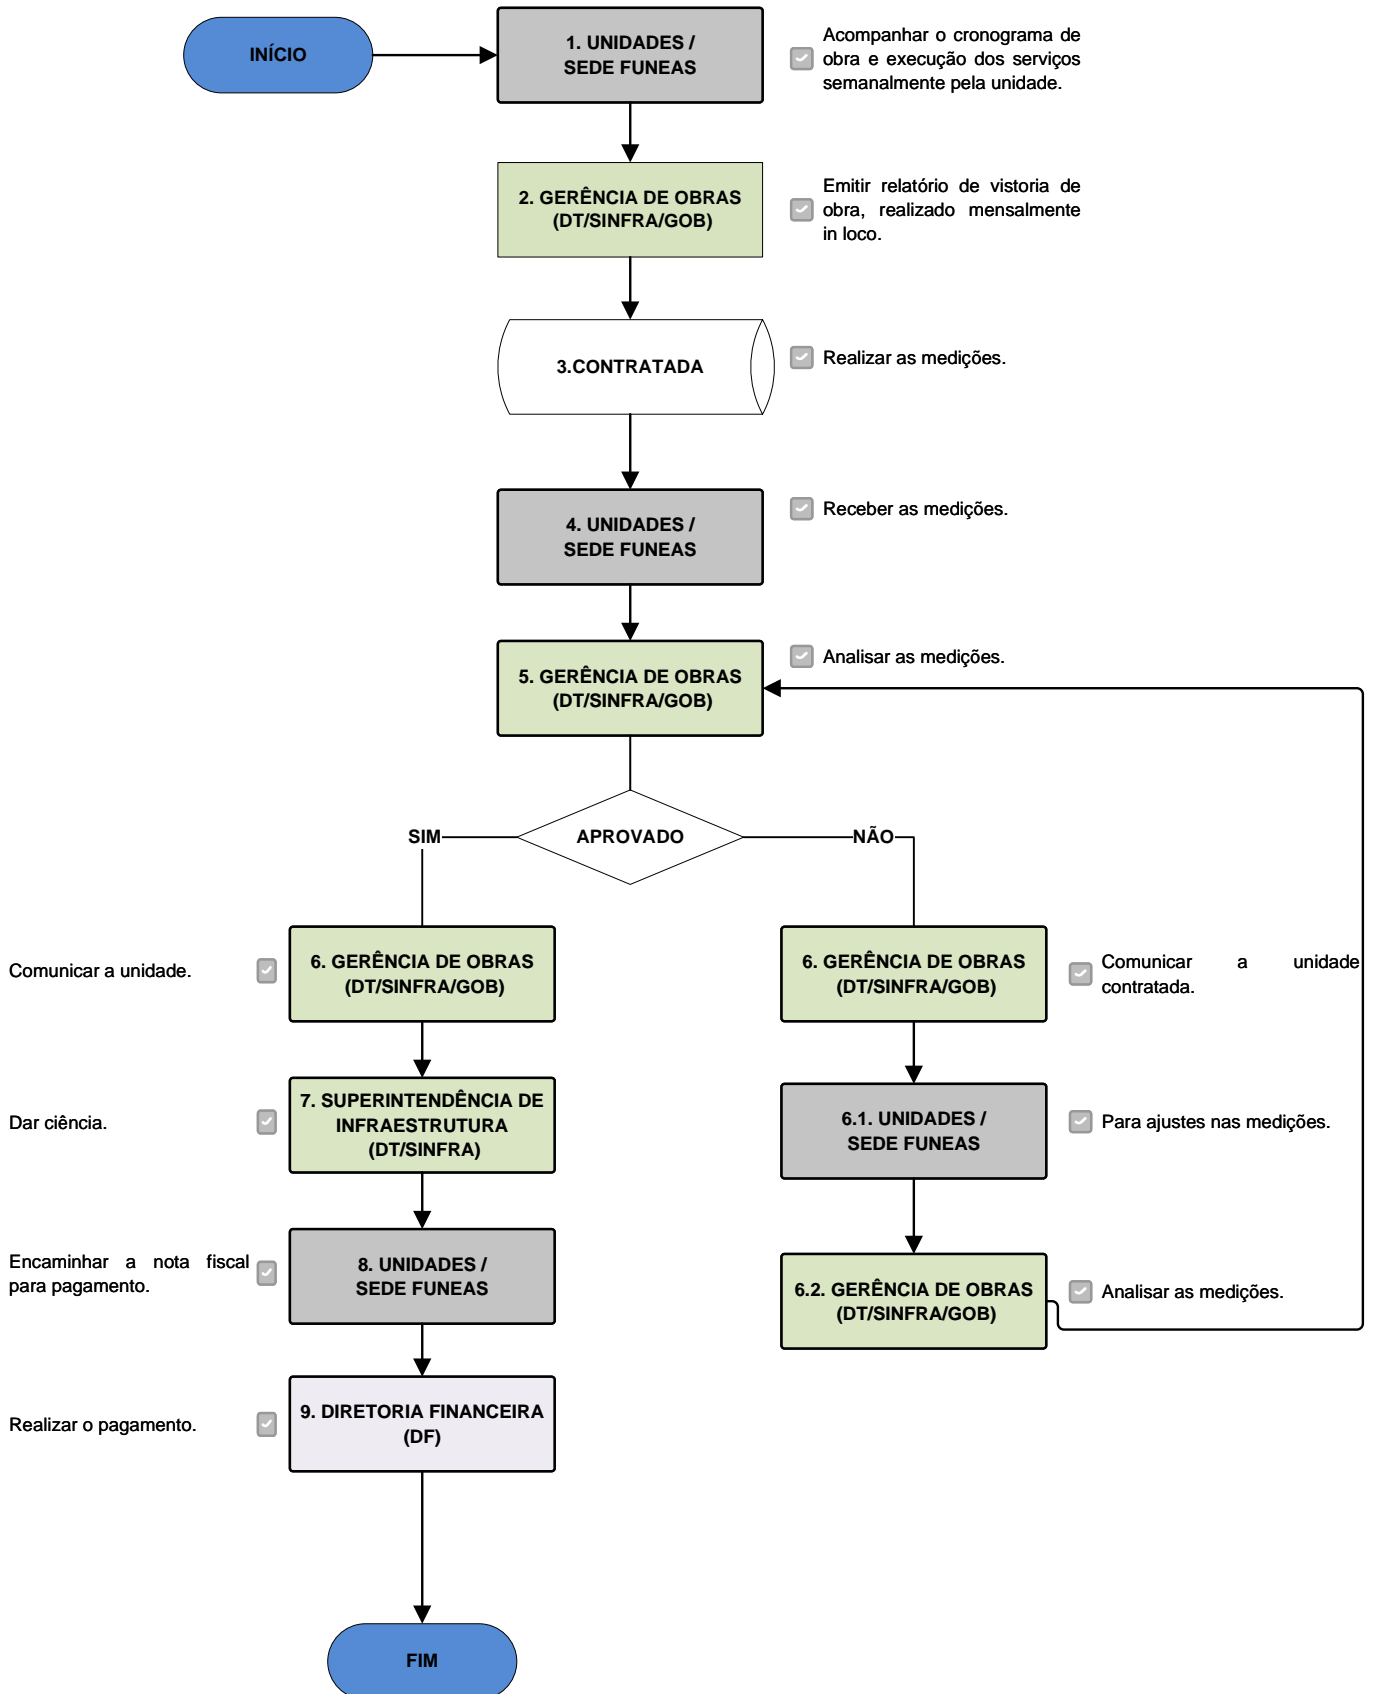 INÍCIO
1. UNIDADES /
SEDE FUNEAS
Acompanhar o cronograma de
obra e execução dos serviços
semanalmente pela unidade.
2. GERÊNCIA DE OBRAS
(DT/SINFRA/GOB)
Emitir relatório de vistoria de
obra, realizado mensalmente
in loco.
3.CONTRATADA
Realizar as medições.
4. UNIDADES /
SEDE FUNEAS
Receber as medições.
5. GERÊNCIA DE OBRAS
(DT/SINFRA/GOB)
Analisar as medições.
SIM
APROVADO
NÃO
Comunicar a unidade.
6. GERÊNCIA DE OBRAS
(DT/SINFRA/GOB)
6. GERÊNCIA DE OBRAS
(DT/SINFRA/GOB)
Comunicar a unidade
contratada.
Dar ciência.
7. SUPERINTENDÊNCIA DE
INFRAESTRUTURA
(DT/SINFRA)
6.1. UNIDADES /
SEDE FUNEAS
Para ajustes nas medições.
Encaminhar a nota fiscal
para pagamento.
8. UNIDADES /
SEDE FUNEAS
6.2. GERÊNCIA DE OBRAS
(DT/SINFRA/GOB)
Analisar as medições.
Realizar o pagamento.
9. DIRETORIA FINANCEIRA
(DF)
FIM